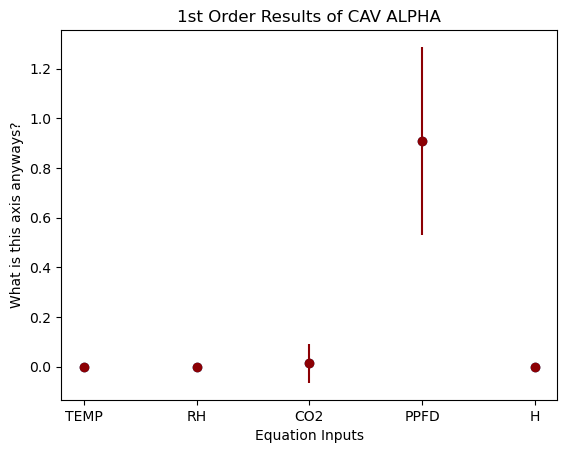 1st Order Results of CAV ALPHA
What is this axis anyways?
1.2
1.0
0.8
0.6
0.4
0.2
0.0
TEMP RH CO2 PPFD H
Equation Inputs